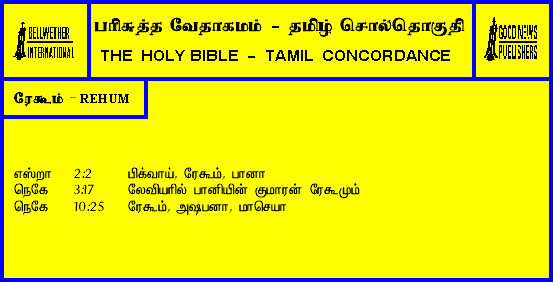 BELLWETHER
INTERNATIONAL
பரிசுத்த வேதாகமம் - தமிழ் சொல்தொகுதி
THE HOLY BIBLE - TAMIL CONCORDANCE
GOOD NEWS
PUBLISHERS
ரேகூம் - REHUM
எஸ்றா 2:2 பிக்வாய், ரேகூம், பானா
நெகே 3:17 லேவியரில் பானியின் குமாரன் ரேகூமும்
நெகே 10:25 ரேகூம், அஷபனா, மாசெயா